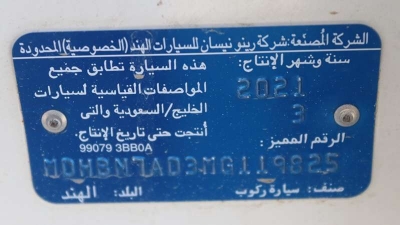 الشركة المصنعة: شركة رينو نيسان للسيارات الهند (الخصوصية) المحدودة
سنة وشهر الإنتاج:
2021
3
هذه السيارة تطابق جميع
المواصفات القياسية لسيارات
الخليج/السعودية والتى
أنتجت حتى تاريخ الإنتاج.
الرقم المميز:
99079 3BB0A
MDHBN7AD3MG119825
صنف: سيارة ركوب
البلد: الهند